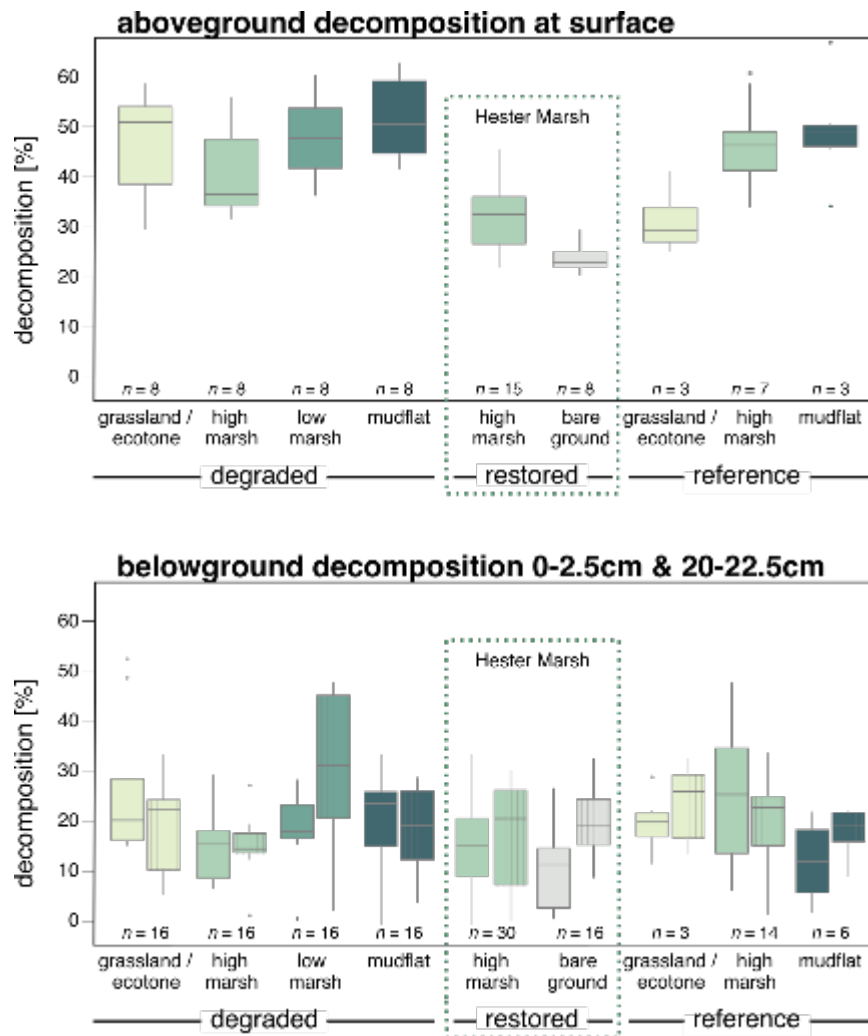 aboveground decomposition at surface
decomposition [%]
60
50
40
30
20
10
0
Hester Marsh
n = 8 n = 8 n = 8 n = 8 n = 15 n = 8 n = 3 n = 7 n = 3
grassland / high low mudflat high bare grassland / high mudflat
ecotone marsh marsh marsh ground ecotone marsh
degraded restored reference
belowground decomposition 0-2.5cm & 20-22.5cm
decomposition [%]
60
50
40
30
20
10
0
Hester Marsh
n = 16 n = 16 n = 16 n = 16 n = 30 n = 16 n = 3 n = 14 n = 6
grassland / high low mudflat high bare grassland / high mudflat
ecotone marsh marsh marsh ground ecotone marsh
degraded restored reference